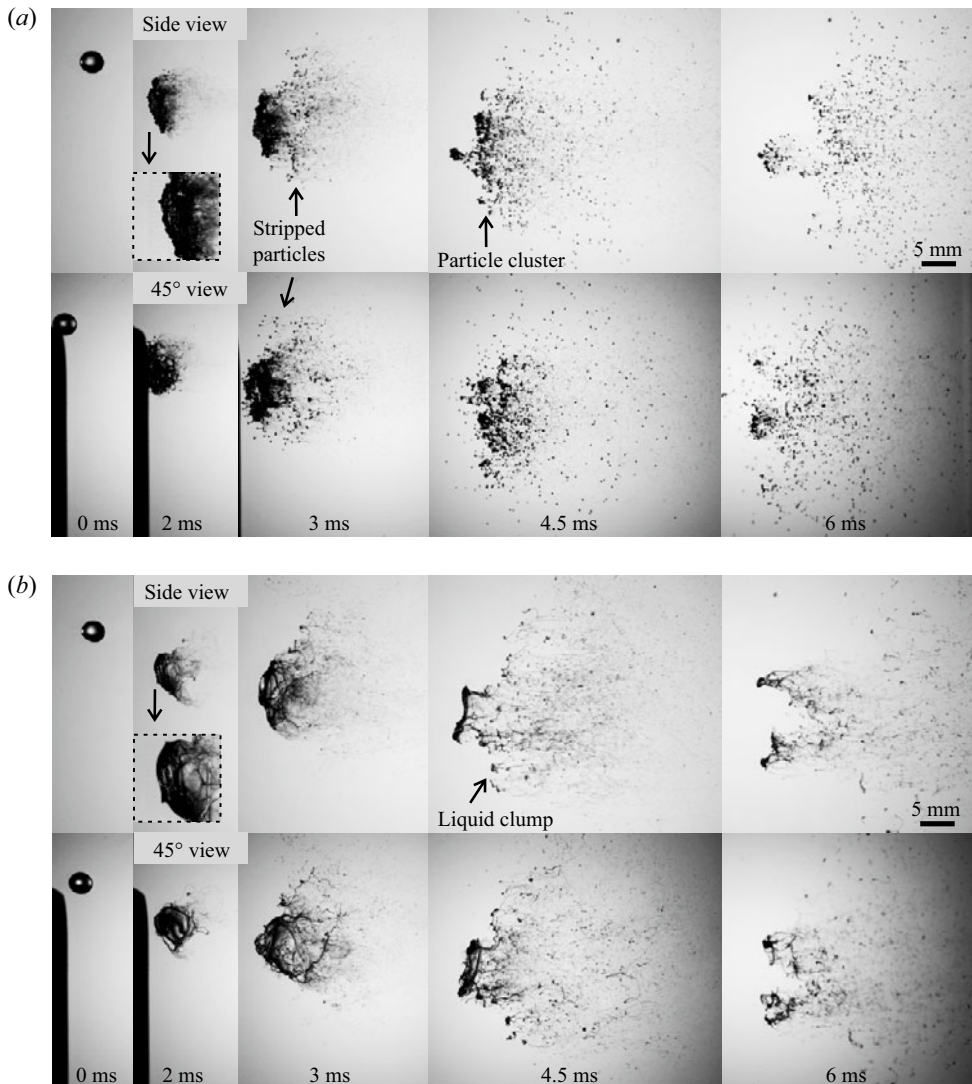 (a)
Side view
Stripped
particles
Particle cluster
5 mm
45° view
0 ms
2 ms
3 ms
4.5 ms
6 ms
(b)
Side view
Liquid clump
5 mm
45° view
0 ms
2 ms
3 ms
4.5 ms
6 ms